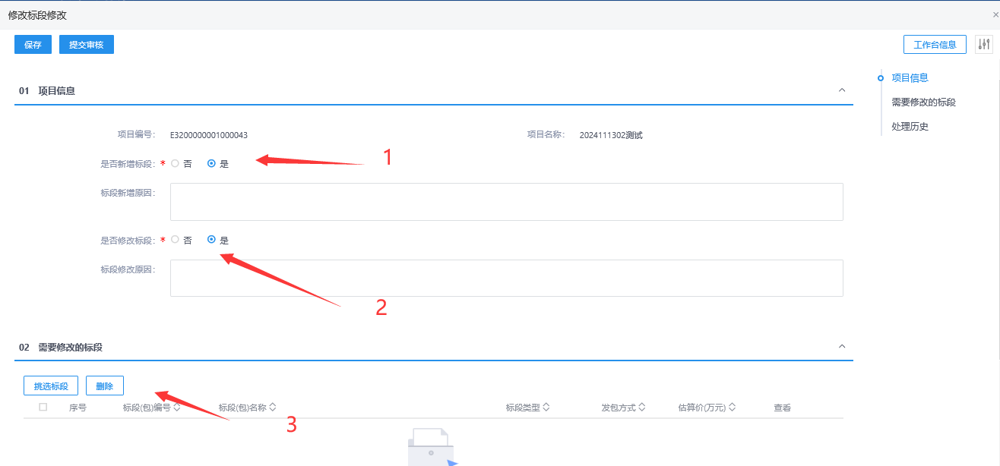 修改标段修改
×
保存 提交审核 工作台信息
项目信息
需要修改的标段
处理历史
01 项目信息
项目编号: E3200000001000043 项目名称: 2024111302测试
是否新增标段: * 否 是 1
标段新增原因:
是否修改标段: * 否 是
标段修改原因:
2
02 需要修改的标段
挑选标段 删除
序号 标段(包)编号 标段(包)名称 标段类型 发包方式 估算价(万元) 查看
3